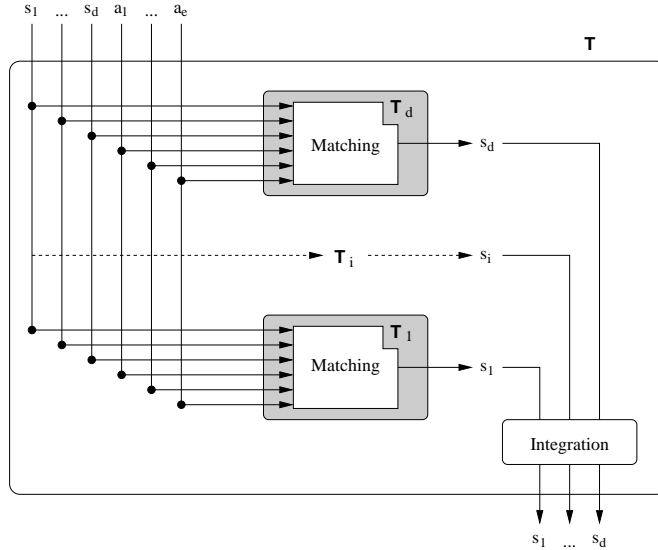 s1 ... sd a1 ... ae
T
Td
Matching
sd
Ti
si
T1
Matching
s1
Integration
s1 ... sd